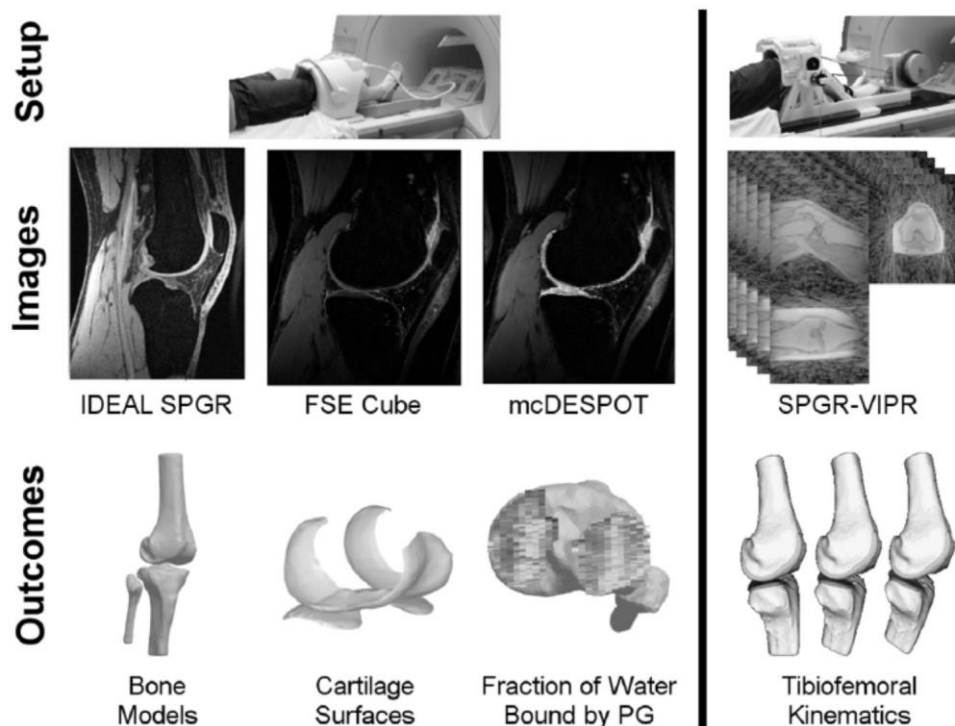 Setup
Images
IDEAL SPGR
FSE Cube
mcDESPOT
SPGR-VIPR
Outcomes
Bone
Models
Cartilage
Surfaces
Fraction of Water
Bound by PG
Tibiofemoral
Kinematics